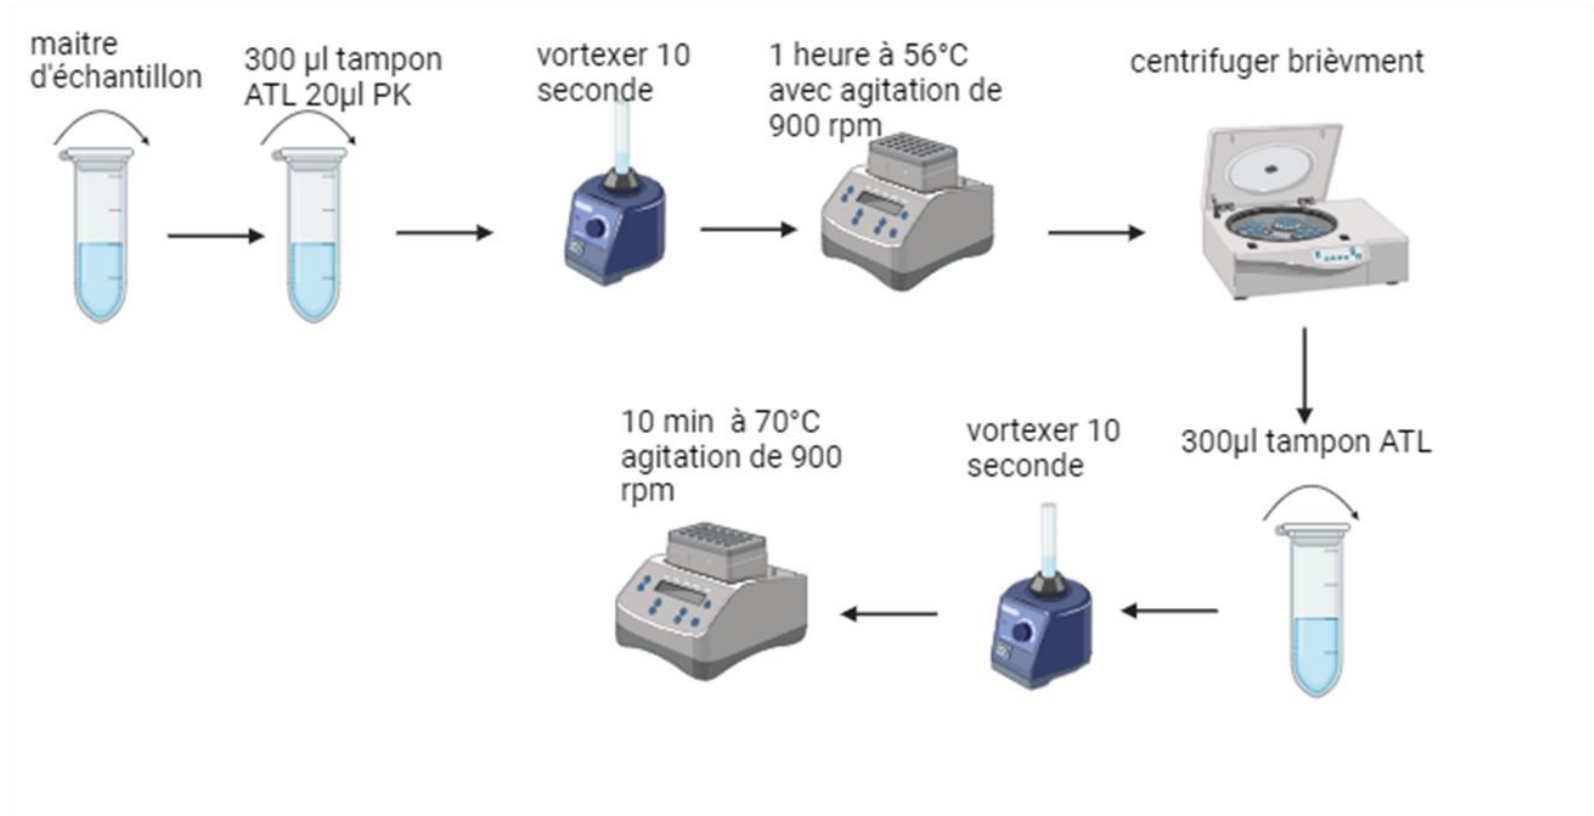 maitre
d'échantillon
300 µl tampon
ATL 20µl PK
vortexer 10
seconde
1 heure à 56°C
avec agitation de
900 rpm
centrifuger brièvment
300µl tampon ATL
vortexer 10
seconde
10 min  à 70°C
agitation de 900
rpm